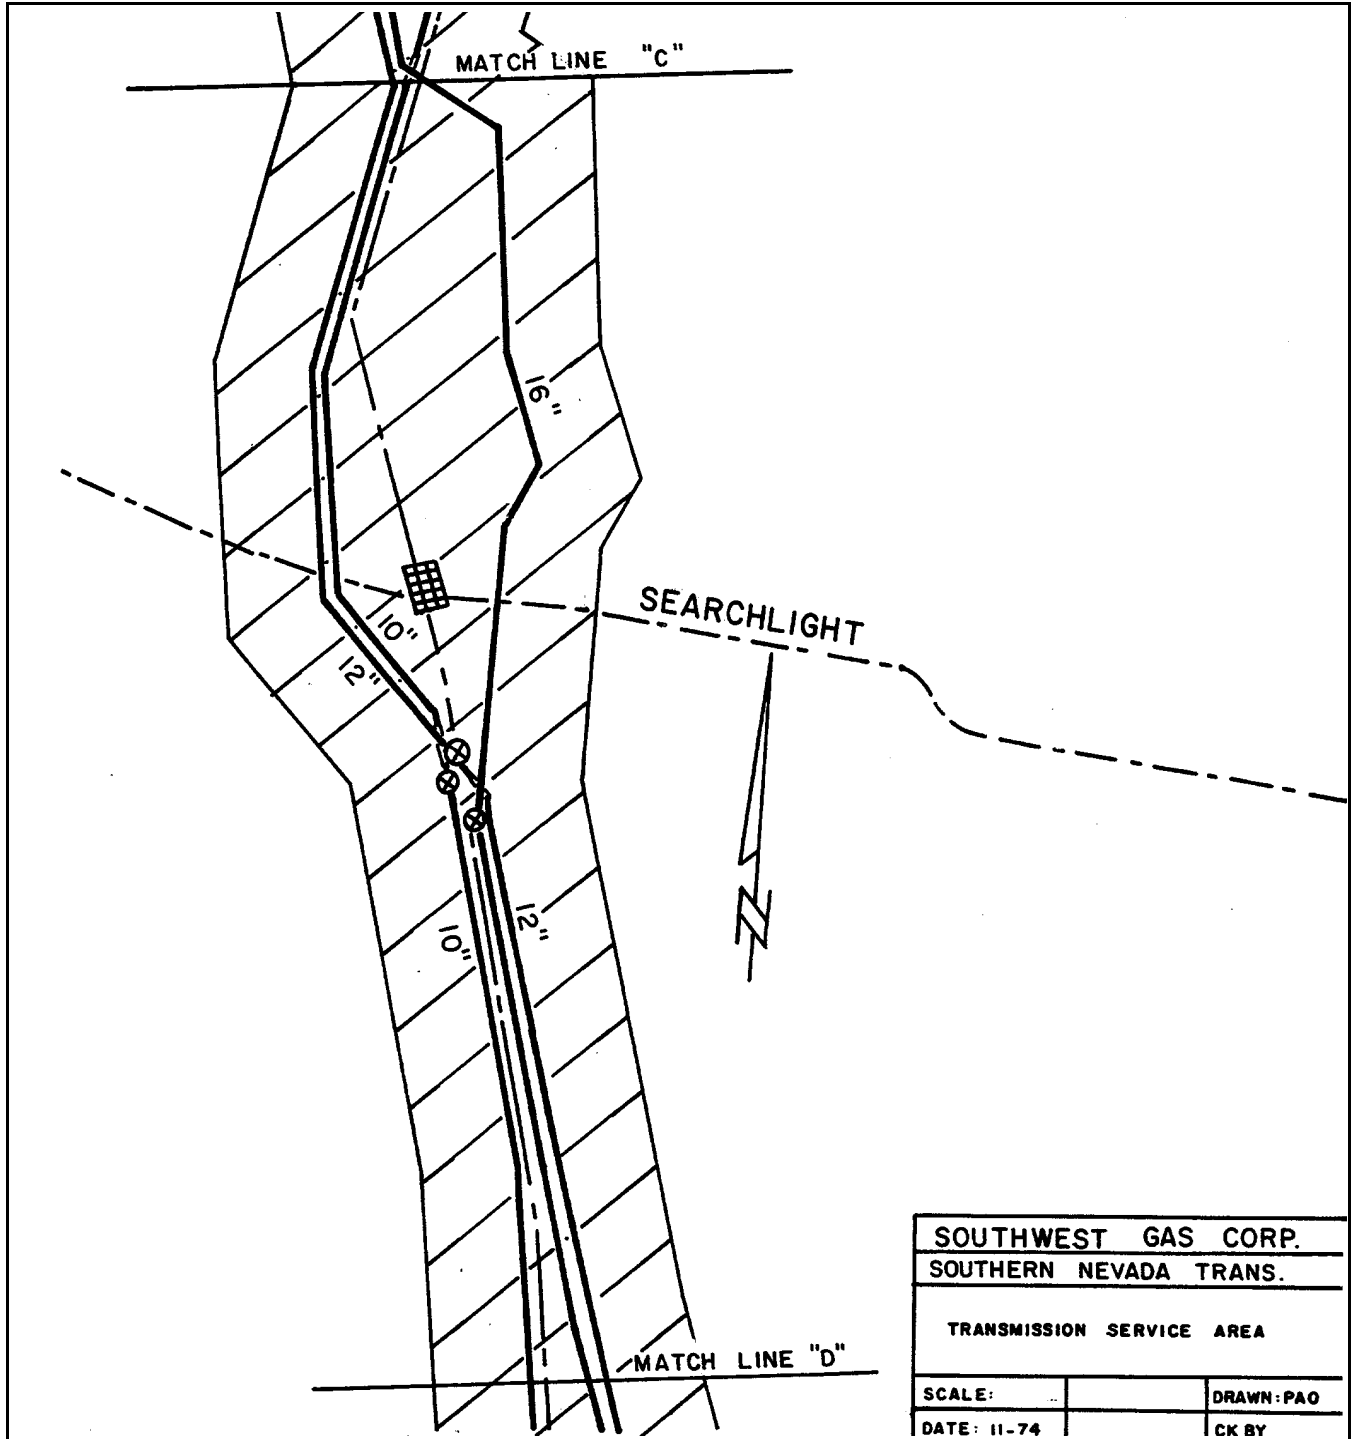 MATCH LINE "C"
16"
SEARCHLIGHT
10"
12"
12"
10"
MATCH LINE "D"
SOUTHWEST GAS CORP.
SOUTHERN NEVADA TRANS.
TRANSMISSION SERVICE AREA
SCALE:
DRAWN: PAO
DATE: 11-74
CK BY